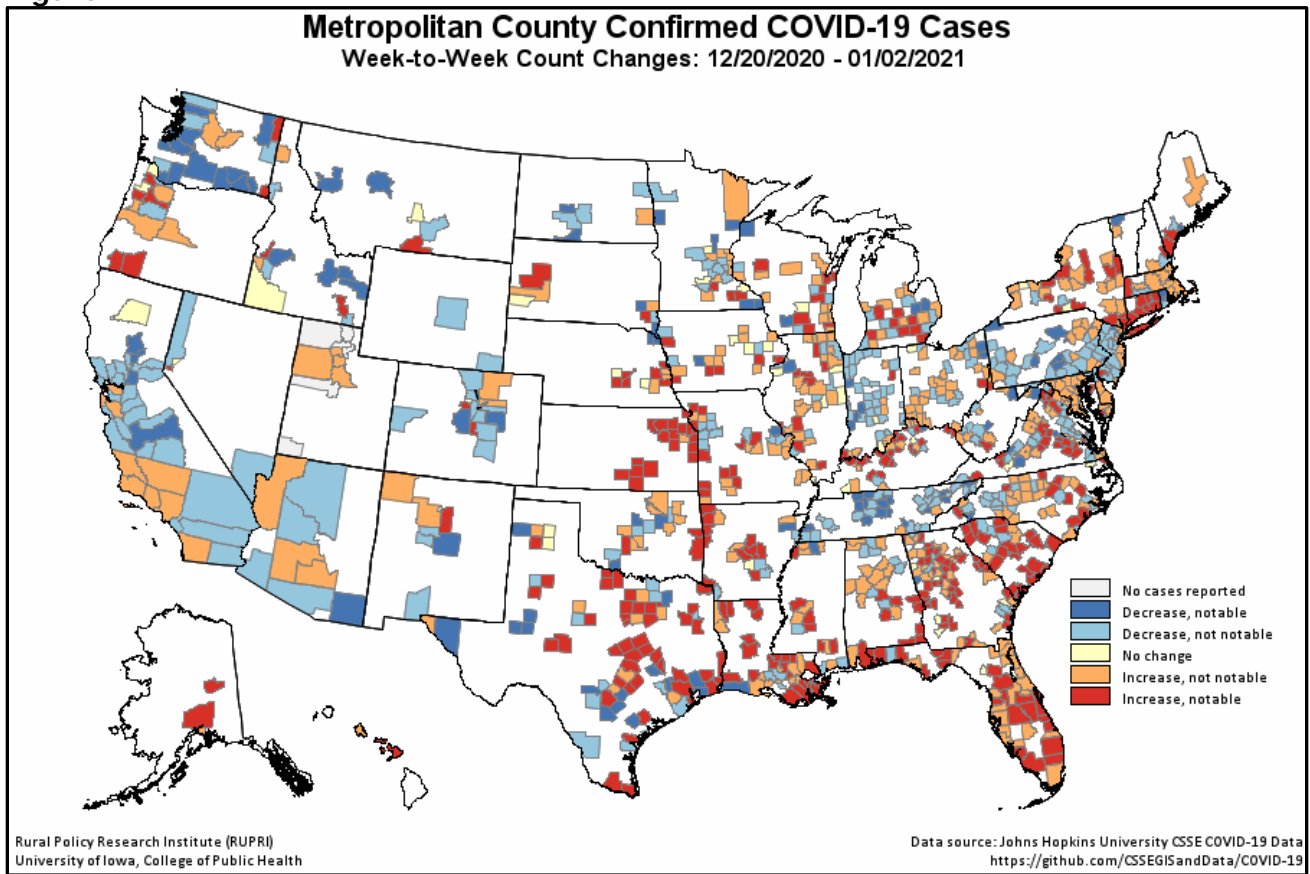 Metropolitan County Confirmed COVID-19 Cases
Week-to-Week Count Changes: 12/20/2020 - 01/02/2021
No cases reported
Decrease, notable
Decrease, not notable
No change
Increase, not notable
Increase, notable
Rural Policy Research Institute (RUPRI)
University of Iowa, College of Public Health
Data source: Johns Hopkins University CSSE COVID-19 Data
https://github.com/CSSEGISandData/COVID-19